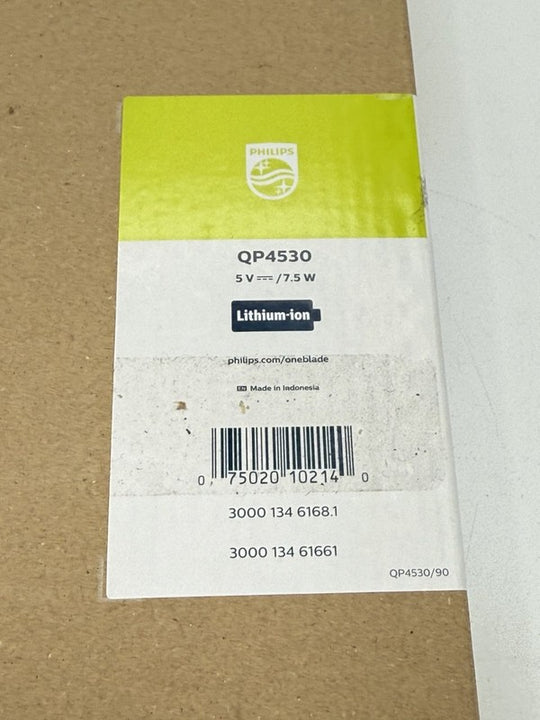 PHILIPS
QP4530
5 V ⎓ / 7.5 W
Lithium-ion
philips.com/oneblade
EN Made in Indonesia
0 75020 10214 0
3000 134 6168.1
3000 134 61661
QP4530/90